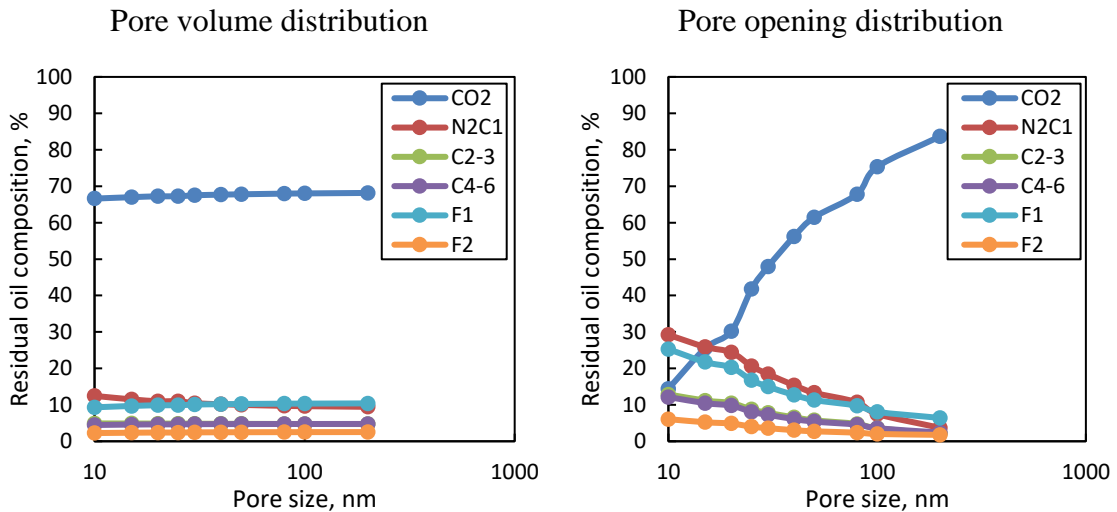 Pore volume distribution
Residual oil composition, %
100
90
80
70
60
50
40
30
20
10
0
CO2
N2C1
C2-3
C4-6
F1
F2
10 100 1000
Pore size, nm
Pore opening distribution
Residual oil composition, %
100
90
80
70
60
50
40
30
20
10
0
CO2
N2C1
C2-3
C4-6
F1
F2
10 100 1000
Pore size, nm